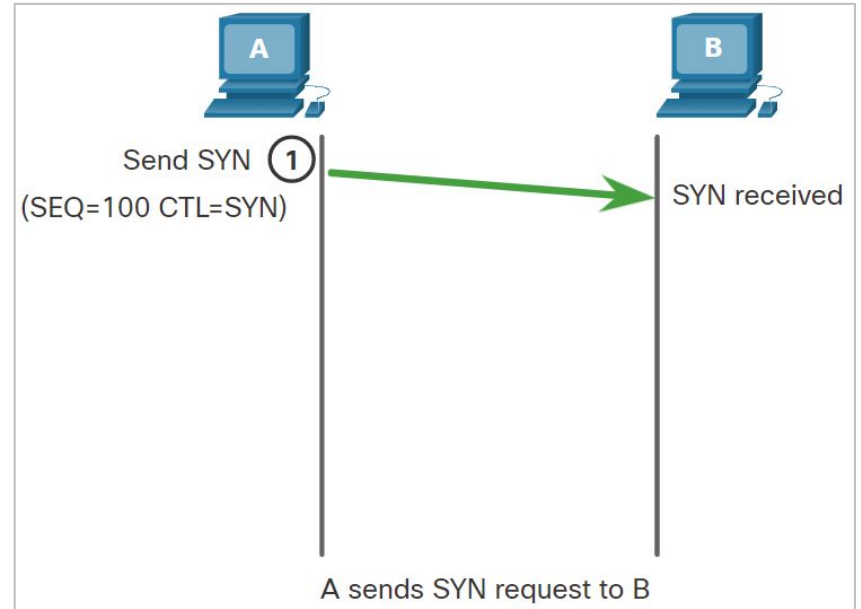 A
B
Send SYN 1
(SEQ=100 CTL=SYN)
SYN received
A sends SYN request to B